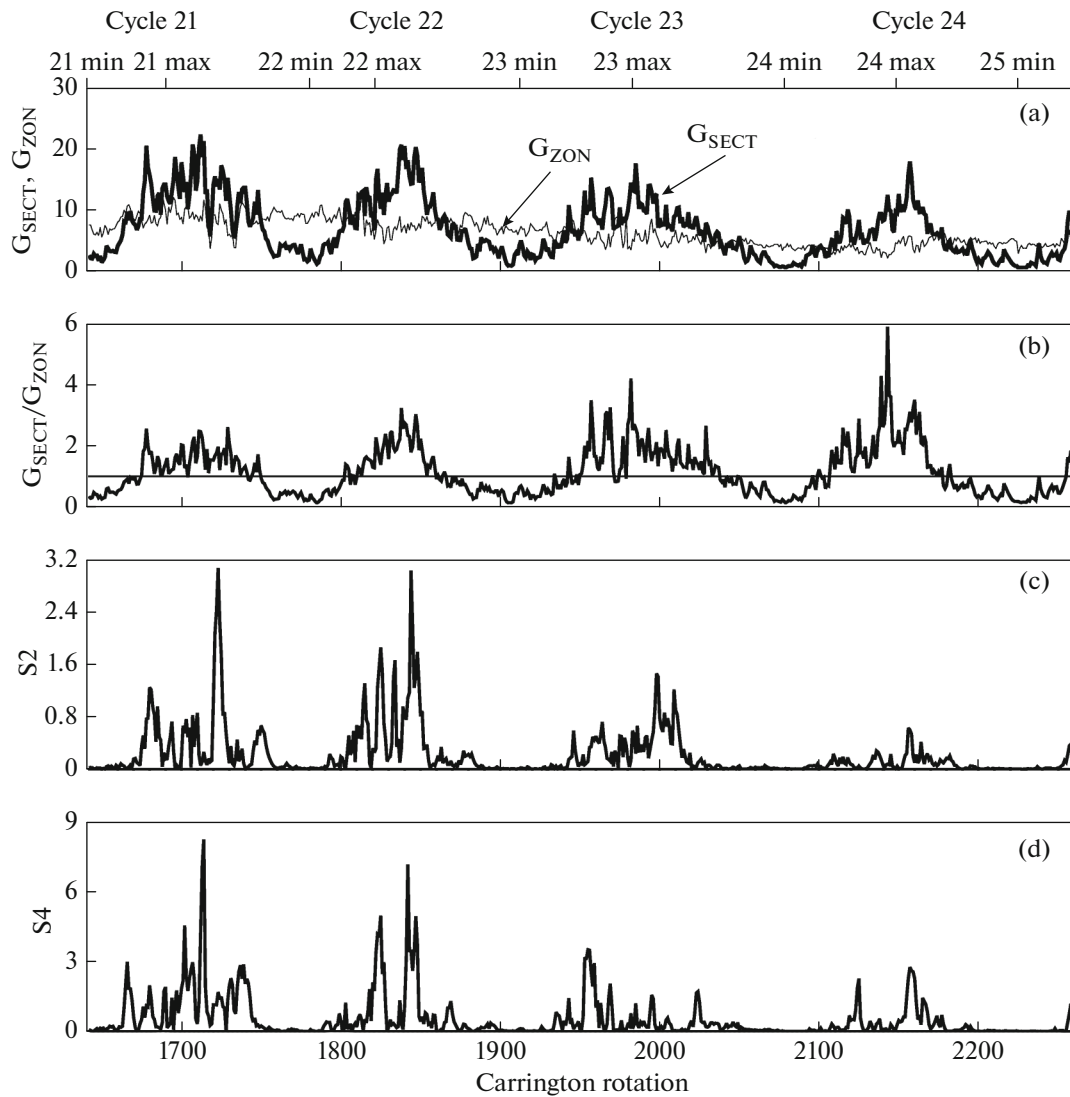 Cycle 21 Cycle 22 Cycle 23 Cycle 24
21 min 21 max 22 min 22 max 23 min 23 max 24 min 24 max 25 min
30
20
10
0
G_SECT, G_ZON
G_ZON
G_SECT
(a)
6
4
2
0
G_SECT/G_ZON
(b)
3.2
2.4
1.6
0.8
0
S2
(c)
9
6
3
0
S4
(d)
1700 1800 1900 2000 2100 2200
Carrington rotation